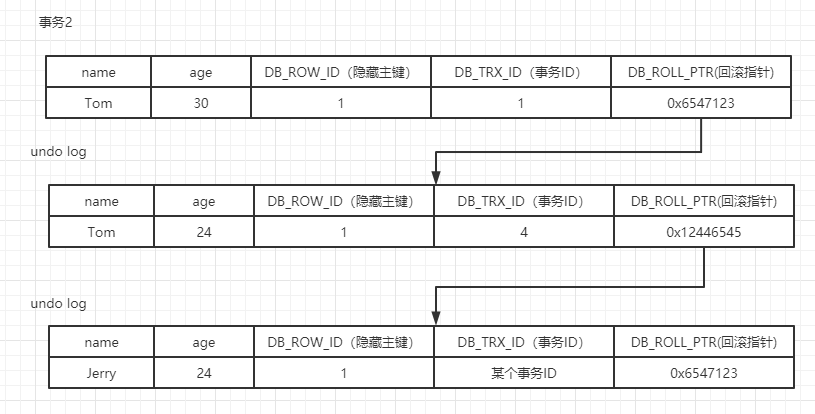 事务2
name age DB_ROW_ID（隐藏主键） DB_TRX_ID（事务ID） DB_ROLL_PTR(回滚指针)
Tom 30 1 1 0x6547123
undo log
name age DB_ROW_ID（隐藏主键） DB_TRX_ID（事务ID） DB_ROLL_PTR(回滚指针)
Tom 24 1 4 0x12446545
undo log
name age DB_ROW_ID（隐藏主键） DB_TRX_ID（事务ID） DB_ROLL_PTR(回滚指针)
Jerry 24 1 某个事务ID 0x6547123